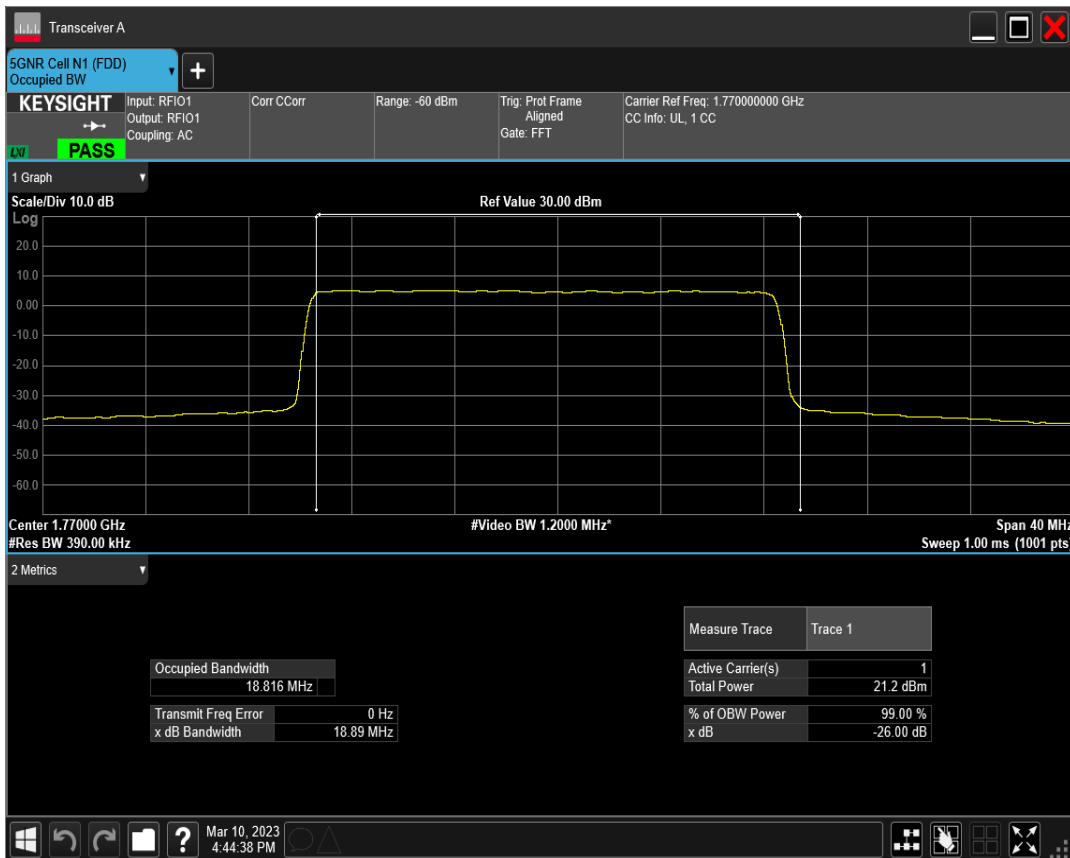 Transceiver A
5GNR Cell N1 (FDD)
Occupied BW
+
KEYSIGHT
LXI
PASS
Input: RFIO1
Output: RFIO1
Coupling: AC
Corr CCorr
Range: -60 dBm
Trig: Prot Frame
Aligned
Gate: FFT
Carrier Ref Freq: 1.770000000 GHz
CC Info: UL, 1 CC
1 Graph
Scale/Div 10.0 dB
Ref Value 30.00 dBm
Log
20.0
10.0
0.00
-10.0
-20.0
-30.0
-40.0
-50.0
-60.0
Center 1.77000 GHz
#Video BW 1.2000 MHz*
Span 40 MHz
#Res BW 390.00 kHz
Sweep 1.00 ms (1001 pts)
2 Metrics
Measure Trace Trace 1
Occupied Bandwidth
18.816 MHz
Active Carrier(s) 1
Total Power 21.2 dBm
Transmit Freq Error 0 Hz
x dB Bandwidth 18.89 MHz
% of OBW Power 99.00 %
x dB -26.00 dB
?
Mar 10, 2023
4:44:38 PM